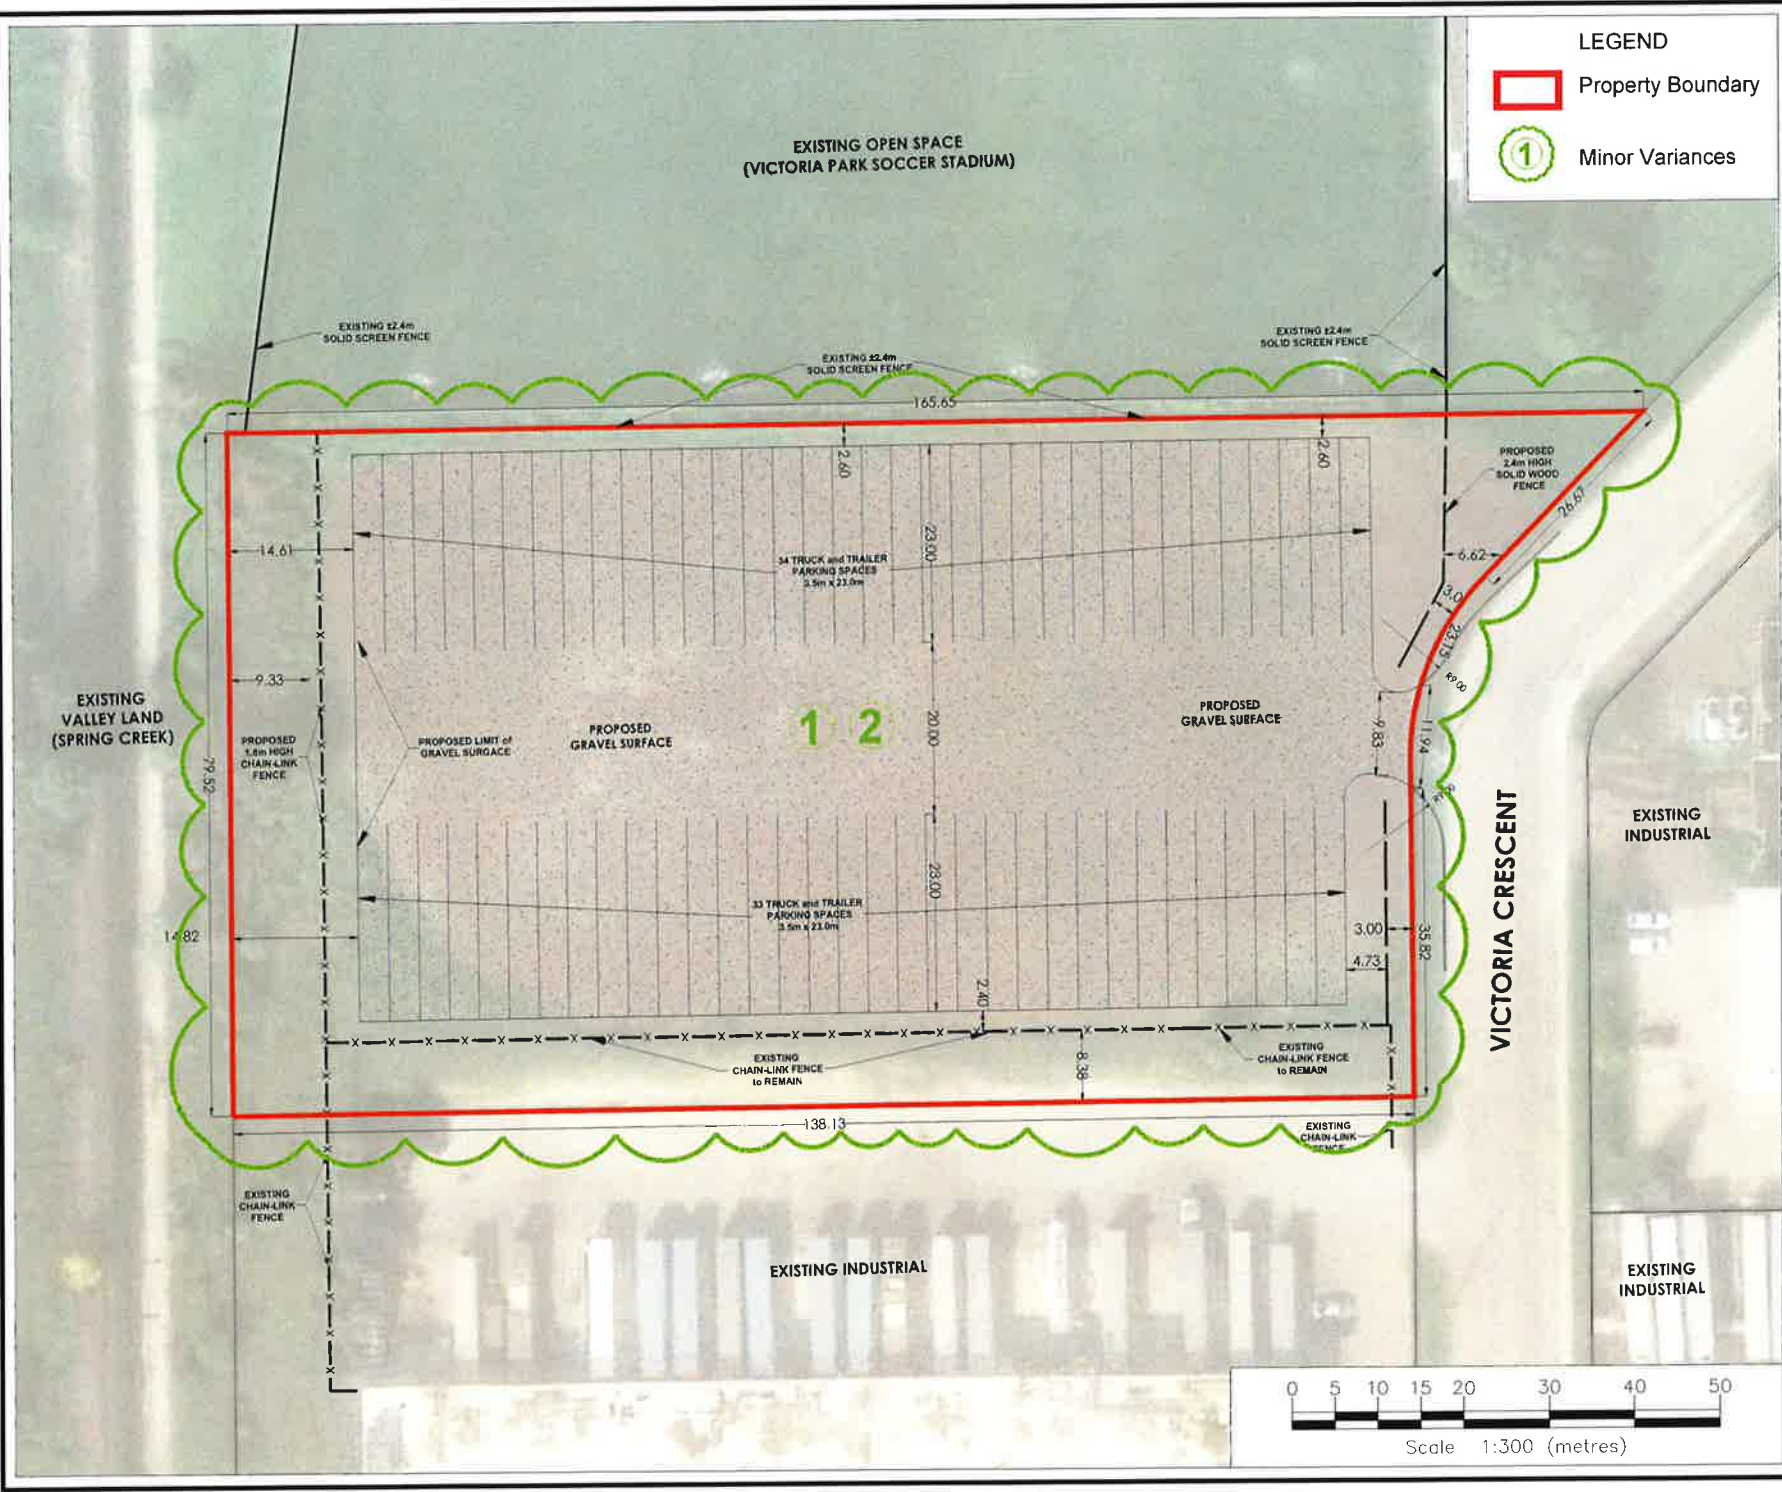 LEGEND
Property Boundary
1
Minor Variances
EXISTING OPEN SPACE
(VICTORIA PARK SOCCER STADIUM)
EXISTING ±2.4m
SOLID SCREEN FENCE
EXISTING ±2.4m
SOLID SCREEN FENCE
EXISTING ±2.4m
SOLID SCREEN FENCE
165.65
2.60
2.60
PROPOSED
2.4m HIGH
SOLID WOOD
FENCE
26.67
14.61
23.00
34 TRUCK and TRAILER
PARKING SPACES
3.5m x 23.0m
6.62
3.0
23.15
R9.00
9.33
EXISTING
VALLEY LAND
(SPRING CREEK)
PROPOSED
1.8m HIGH
CHAIN-LINK
FENCE
PROPOSED LIMIT of
GRAVEL SURGACE
PROPOSED
GRAVEL SURFACE
1 2
20.00
PROPOSED
GRAVEL SURFACE
9.83
11.94
79.52
EXISTING
INDUSTRIAL
VICTORIA CRESCENT
23.00
33 TRUCK and TRAILER
PARKING SPACES
3.5m x 23.0m
14.82
3.00
35.82
4.73
2.40
EXISTING
CHAIN-LINK FENCE
to REMAIN
8.38
EXISTING
CHAIN-LINK FENCE
to REMAIN
138.13
EXISTING
CHAIN-LINK
FENCE
EXISTING
CHAIN-LINK
FENCE
EXISTING INDUSTRIAL
EXISTING
INDUSTRIAL
0 5 10 15 20 30 40 50
Scale 1:300 (metres)